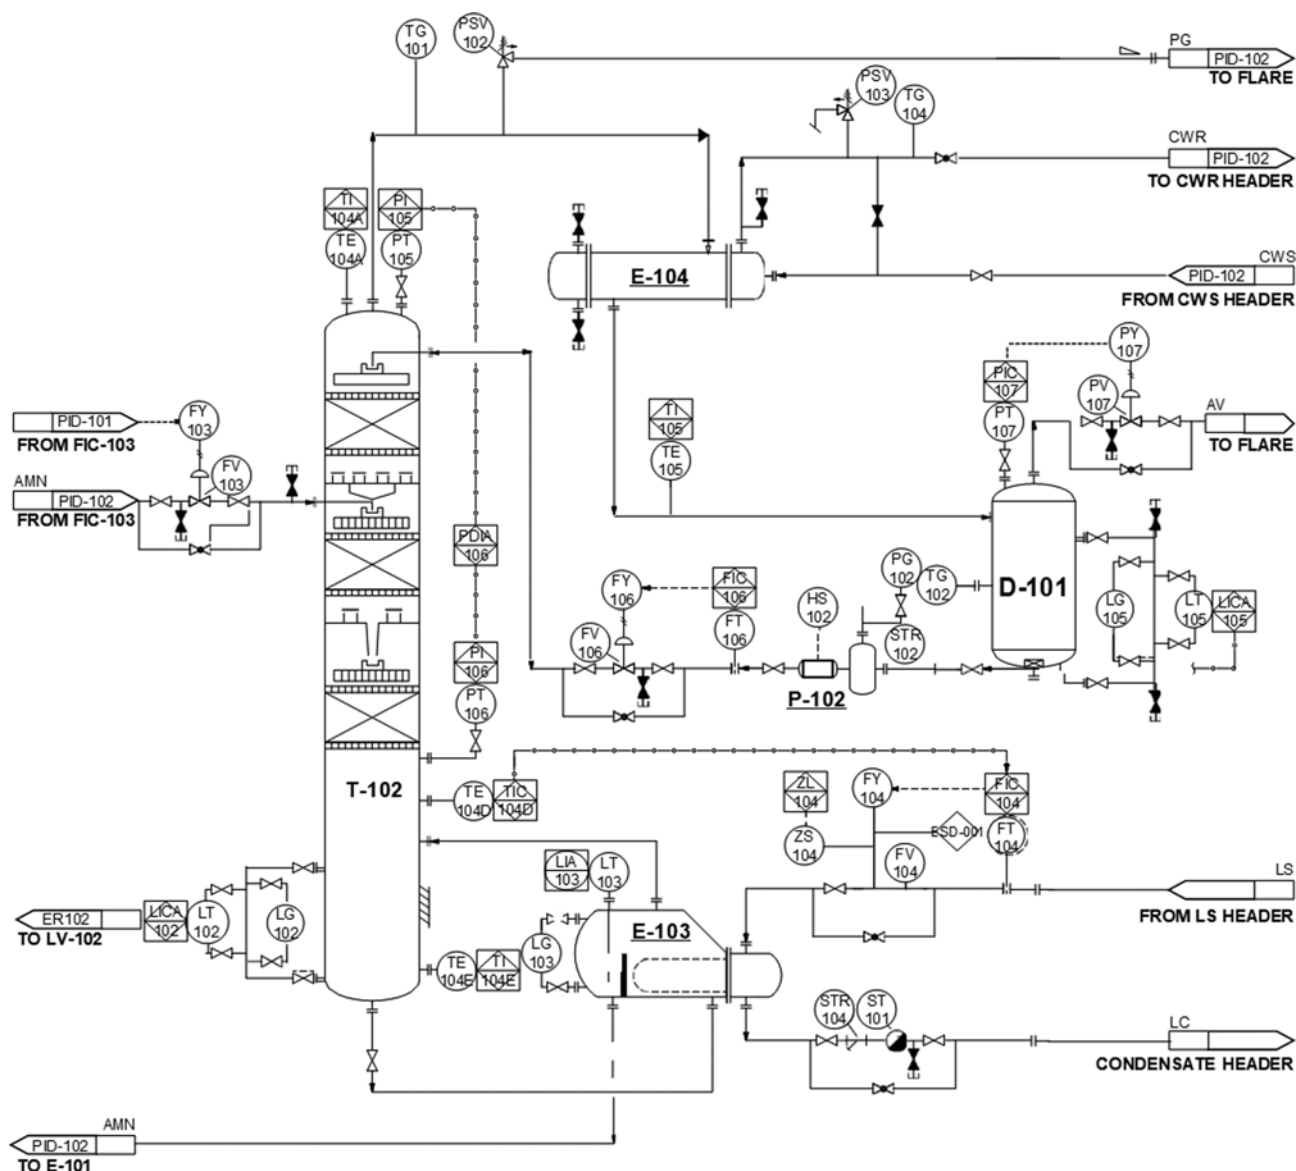 TG
101
PSV
102
PG
PID-102
TO FLARE
PSV
103
TG
104
CWR
PID-102
TO CWR HEADER
TI
104A
PI
105
TE
104A
PT
105
E-104
CWS
PID-102
FROM CWS HEADER
PY
107
PIC
107
PV
107
PT
107
AV
TO FLARE
PID-101
FROM FIC-103
FY
103
FV
103
AMN
PID-102
FROM FIC-103
TI
105
TE
105
PDIA
106
PG
102
TG
102
D-101
LG
105
LT
105
LICA
105
FY
106
FIC
106
HS
102
FV
106
FT
106
STR
102
P-102
PI
106
PT
106
T-102
TE
104D
TIC
104D
ZL
104
FY
104
FIC
104
ZS
104
ESD-001
FT
104
FV
104
LS
FROM LS HEADER
LIA
103
LT
103
E-103
LG
103
ER102
TO LV-102
LICA
102
LT
102
LG
102
TE
104E
TI
104E
STR
104
ST
101
LC
CONDENSATE HEADER
AMN
PID-102
TO E-101